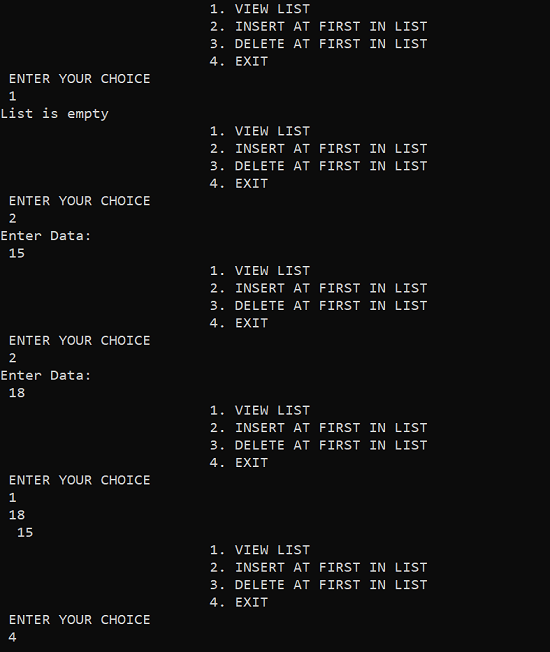 1. VIEW LIST
2. INSERT AT FIRST IN LIST
3. DELETE AT FIRST IN LIST
4. EXIT
ENTER YOUR CHOICE
1
List is empty
1. VIEW LIST
2. INSERT AT FIRST IN LIST
3. DELETE AT FIRST IN LIST
4. EXIT
ENTER YOUR CHOICE
2
Enter Data:
15
1. VIEW LIST
2. INSERT AT FIRST IN LIST
3. DELETE AT FIRST IN LIST
4. EXIT
ENTER YOUR CHOICE
2
Enter Data:
18
1. VIEW LIST
2. INSERT AT FIRST IN LIST
3. DELETE AT FIRST IN LIST
4. EXIT
ENTER YOUR CHOICE
1
18
15
1. VIEW LIST
2. INSERT AT FIRST IN LIST
3. DELETE AT FIRST IN LIST
4. EXIT
ENTER YOUR CHOICE
4